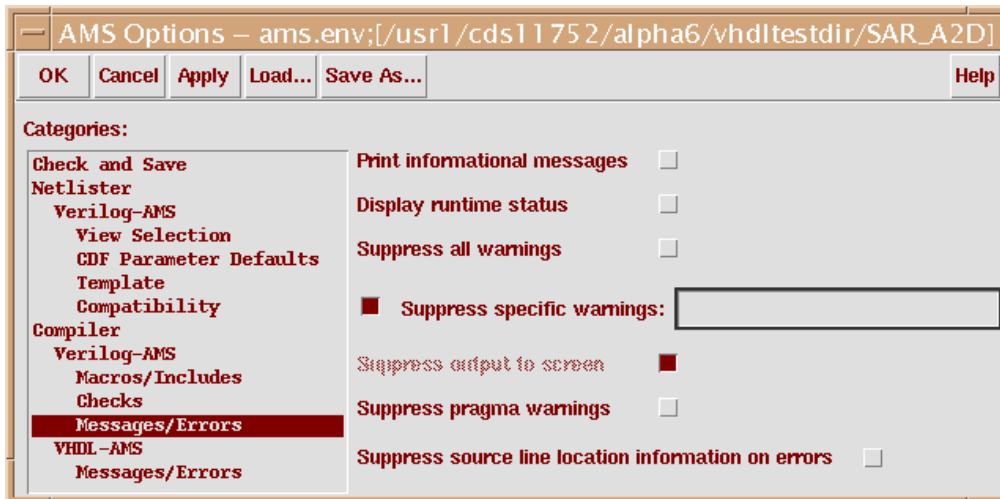 AMS Options – ams.env;[/usr1/cds11752/alpha6/vhdltestdir/SAR_A2D]
OK Cancel Apply Load... Save As... Help
Categories:
Check and Save
Netlister
Verilog-AMS
View Selection
CDF Parameter Defaults
Template
Compatibility
Compiler
Verilog-AMS
Macros/Includes
Checks
Messages/Errors
VHDL-AMS
Messages/Errors
Print informational messages
Display runtime status
Suppress all warnings
Suppress specific warnings:
Suppress output to screen
Suppress pragma warnings
Suppress source line location information on errors